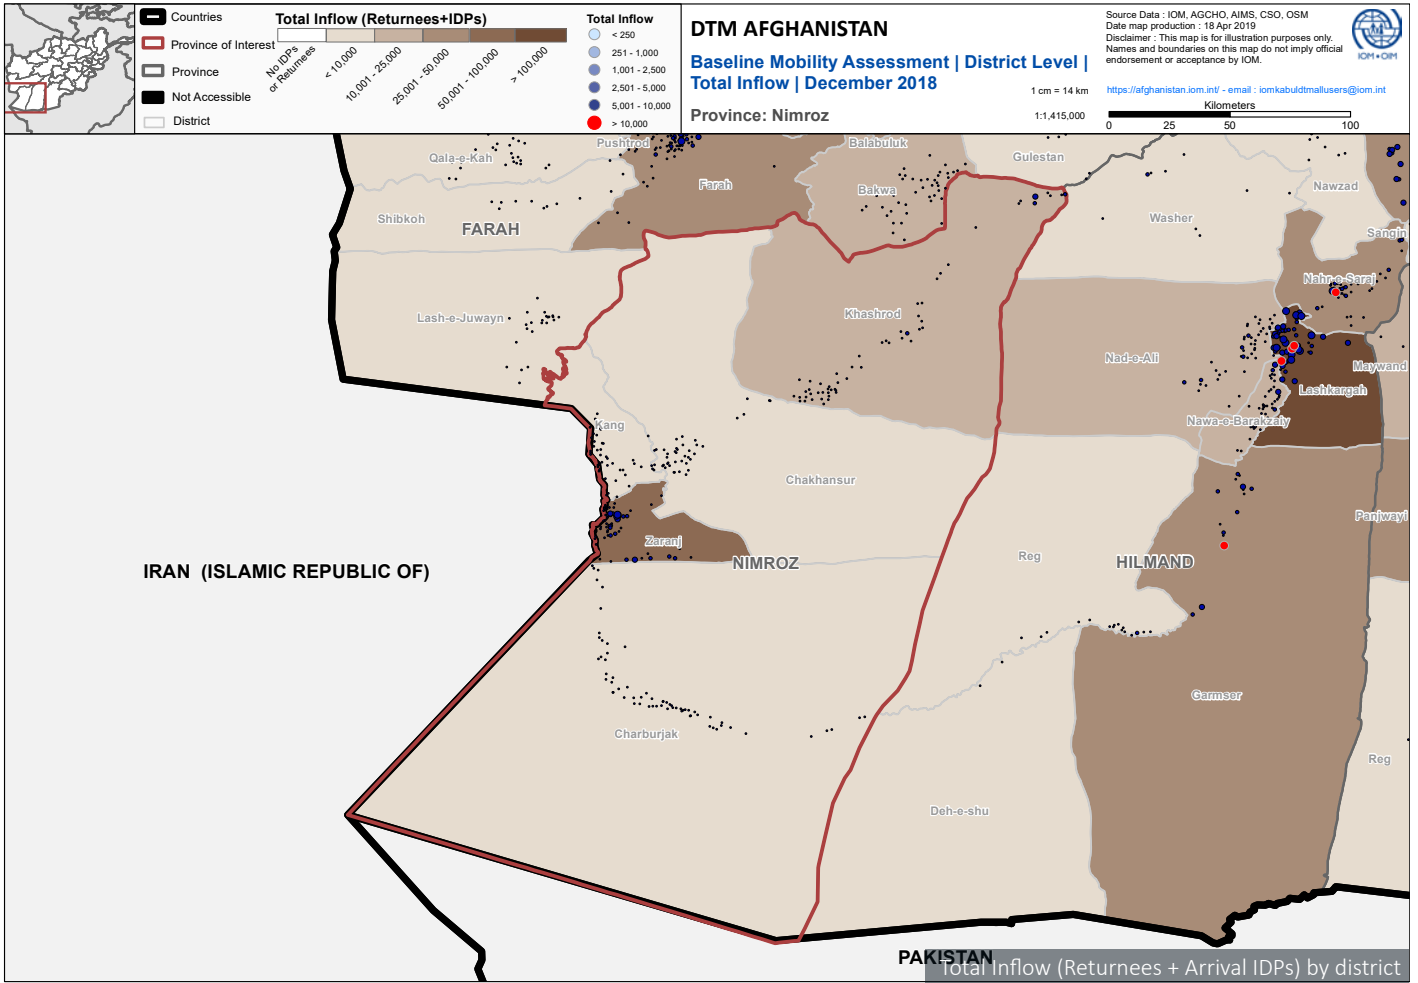 Countries
Province of Interest
Province
Not Accessible
District
Total Inflow (Returnees+IDPs)
No IDPs
or Returnees
< 10,000
10,001 - 25,000
25,001 - 50,000
50,001 - 100,000
> 100,000
Total Inflow
< 250
251 - 1,000
1,001 - 2,500
2,501 - 5,000
5,001 - 10,000
> 10,000
DTM AFGHANISTAN
Baseline Mobility Assessment | District Level |
Total Inflow | December 2018
Province: Nimroz
1 cm = 14 km
1:1,415,000
Source Data : IOM, AGCHO, AIMS, CSO, OSM
Date map production : 18 Apr 2019
Disclaimer : This map is for illustration purposes only.
Names and boundaries on this map do not imply official
endorsement or acceptance by IOM.
IOM • OIM
https://afghanistan.iom.int/ - email : iomkabuldtmallusers@iom.int
Kilometers
0 25 50 100
Pushtrod
Balabuluk
Gulestan
Qala-e-Kah
Farah
Bakwa
Nawzad
Shibkoh
FARAH
Washer
Sangin
Nahr-e-Saraj
Lash-e-Juwayn
Khashrod
Nad-e-Ali
Maywand
Lashkargah
Kang
Nawa-e-Barakzaiy
Chakhansur
Panjwayi
Zaranj
NIMROZ
Reg
HILMAND
IRAN (ISLAMIC REPUBLIC OF)
Garmser
Charburjak
Reg
Deh-e-shu
PAKISTAN
Total Inflow (Returnees + Arrival IDPs) by district